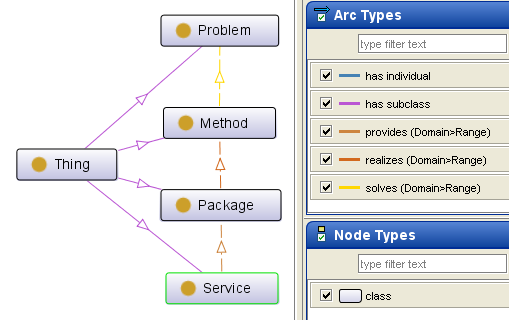 Problem
Method
Thing
Package
Service
Arc Types
type filter text
has individual
has subclass
provides (Domain>Range)
realizes (Domain>Range)
solves (Domain>Range)
Node Types
type filter text
class